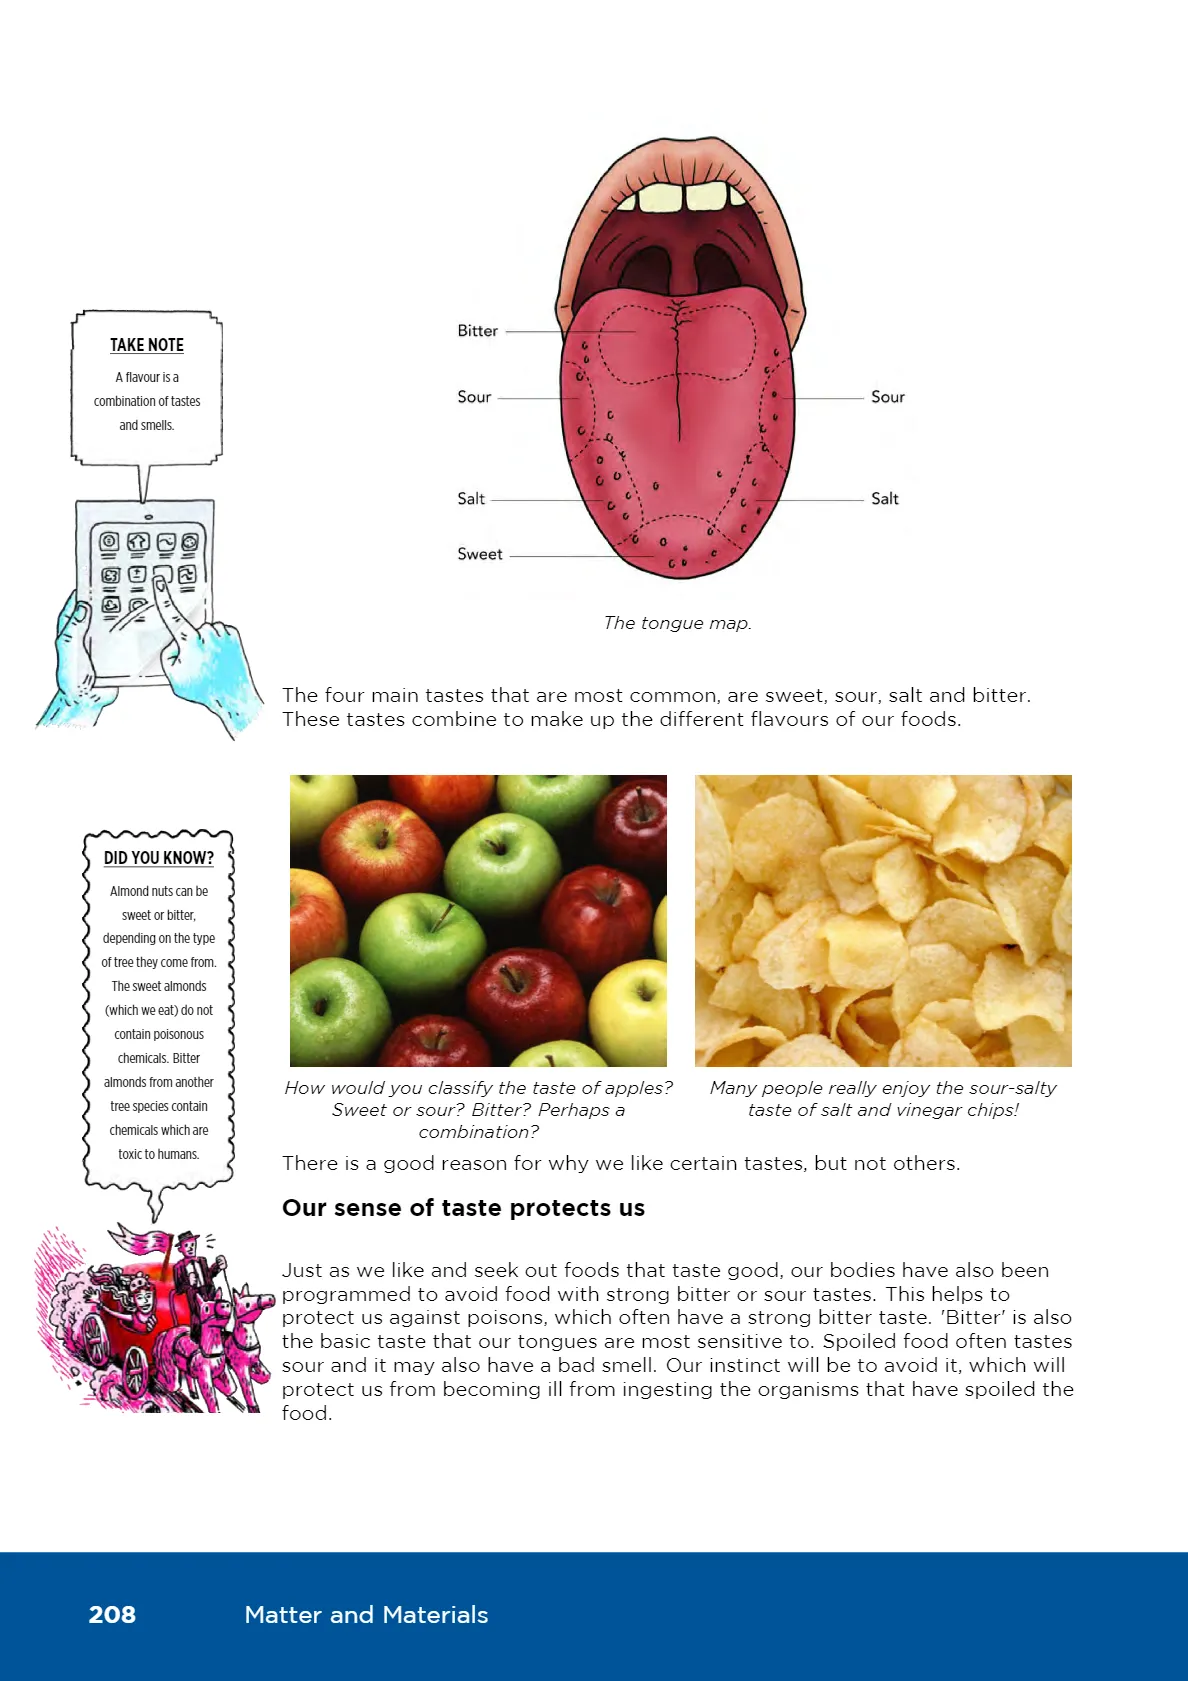 Bitter
Sour
Sour
Salt
Salt
Sweet
The tongue map.
TAKE NOTE
A flavour is a
combination of tastes
and smells.
The four main tastes that are most common, are sweet, sour, salt and bitter.
These tastes combine to make up the different flavours of our foods.
DID YOU KNOW?
Almond nuts can be
sweet or bitter,
depending on the type
of tree they come from.
The sweet almonds
(which we eat) do not
contain poisonous
chemicals. Bitter
almonds from another
tree species contain
chemicals which are
toxic to humans.
How would you classify the taste of apples?
Sweet or sour? Bitter? Perhaps a
combination?
Many people really enjoy the sour-salty
taste of salt and vinegar chips!
There is a good reason for why we like certain tastes, but not others.
Our sense of taste protects us
Just as we like and seek out foods that taste good, our bodies have also been
programmed to avoid food with strong bitter or sour tastes. This helps to
protect us against poisons, which often have a strong bitter taste. 'Bitter' is also
the basic taste that our tongues are most sensitive to. Spoiled food often tastes
sour and it may also have a bad smell. Our instinct will be to avoid it, which will
protect us from becoming ill from ingesting the organisms that have spoiled the
food.
208 Matter and Materials